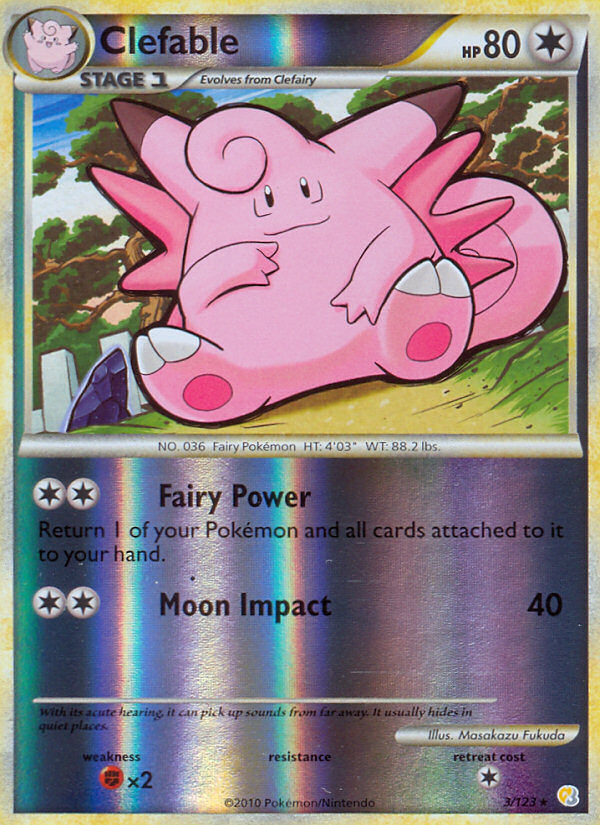 Clefable HP 80
STAGE 1 Evolves from Clefairy
NO. 036 Fairy Pokémon HT: 4'03" WT: 88.2 lbs.
Fairy Power
Return 1 of your Pokémon and all cards attached to it
to your hand.
Moon Impact 40
With its acute hearing, it can pick up sounds from far away. It usually hides in
quiet places.
Illus. Masakazu Fukuda
weakness resistance retreat cost
×2
©2010 Pokémon/Nintendo 3/123 ★